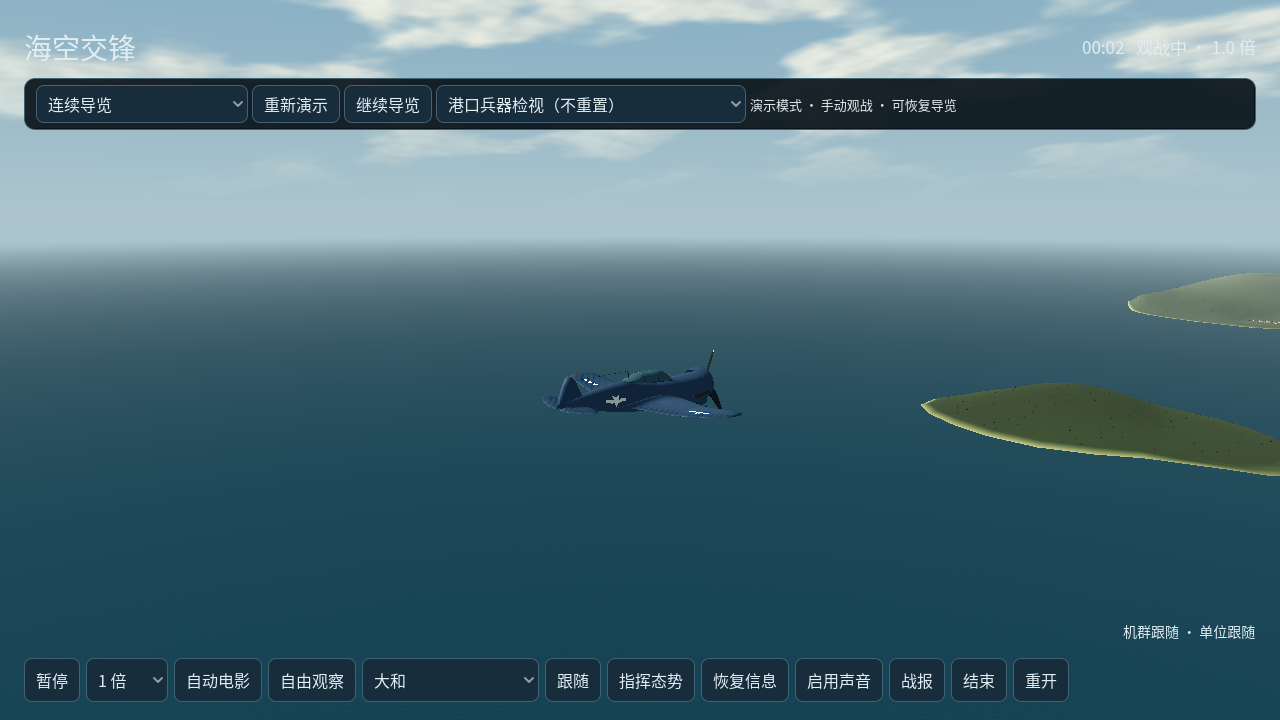 海空交锋
00:02 观战中 · 1.0 倍
连续导览 重新演示 继续导览 港口兵器检视（不重置） 演示模式 · 手动观战 · 可恢复导览
机群跟随 · 单位跟随
暂停 1 倍 自动电影 自由观察 大和 跟随 指挥态势 恢复信息 启用声音 战报 结束 重开